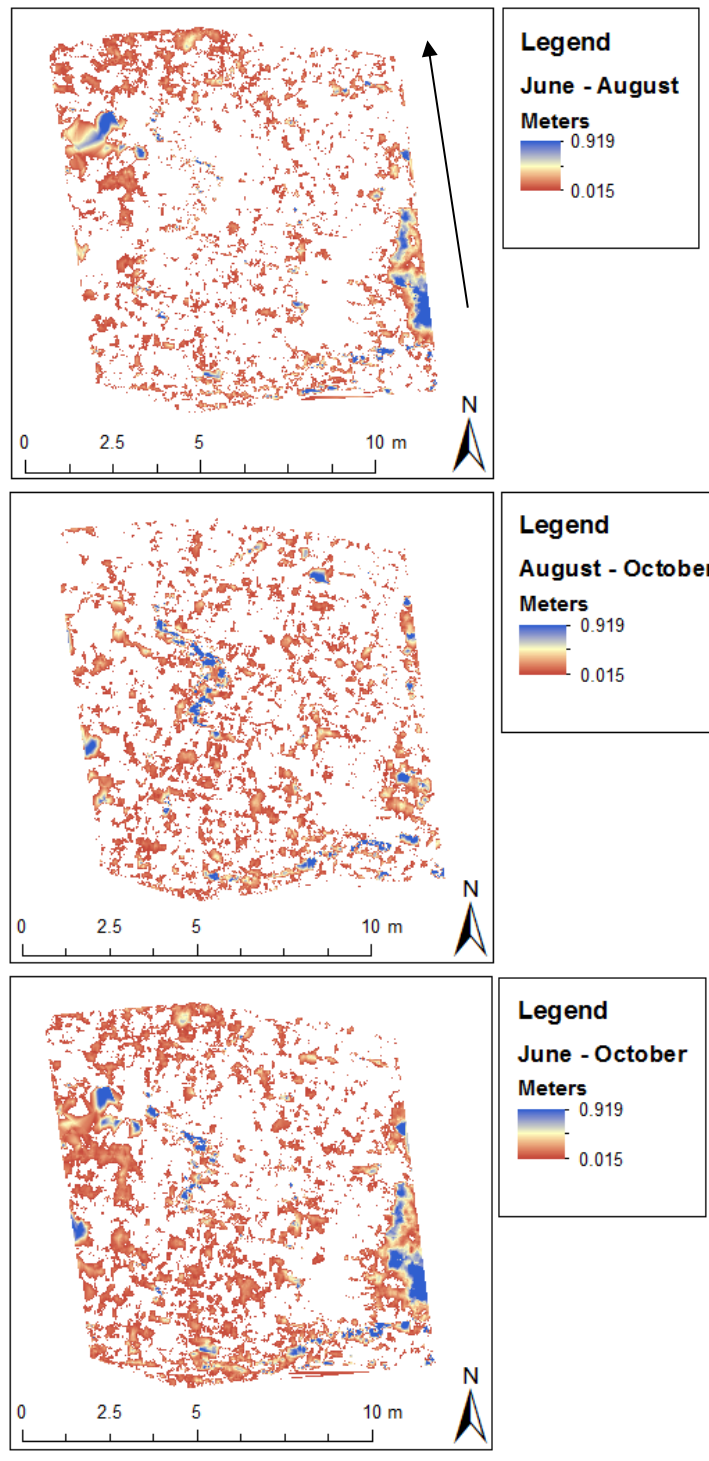 Legend
June - August
Meters
0.919
0.015
N
0 2.5 5 10 m
Legend
August - October
Meters
0.919
0.015
N
0 2.5 5 10 m
Legend
June - October
Meters
0.919
0.015
N
0 2.5 5 10 m